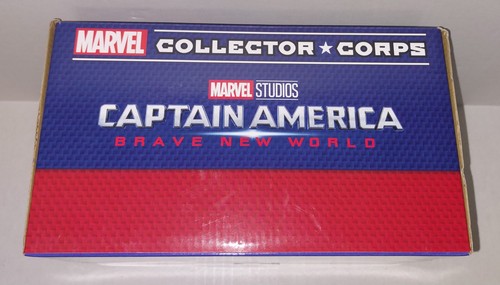 MARVEL COLLECTOR ★ CORPS
MARVEL STUDIOS
CAPTAIN AMERICA
BRAVE NEW WORLD